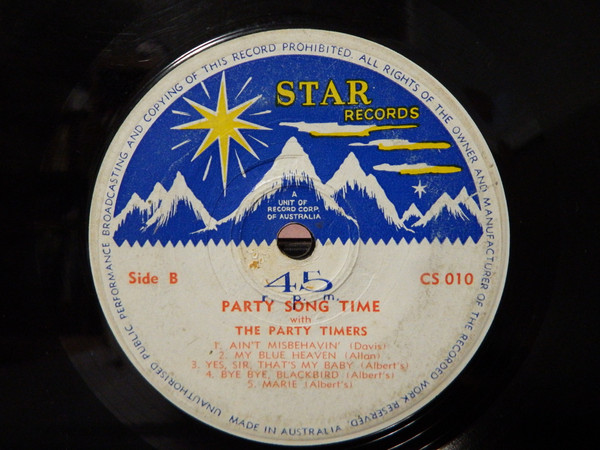 UNAUTHORISED PUBLIC PERFORMANCE BROADCASTING AND COPYING OF THIS RECORD PROHIBITED. ALL RIGHTS OF THE OWNER AND MANUFACTURER OF THE RECORDED WORK RESERVED.
STAR
RECORDS
A
UNIT OF
RECORD CORP.
OF AUSTRALIA
Side B
45
r. p. m.
CS 010
PARTY SONG TIME
with
THE PARTY TIMERS
1. AIN'T MISBEHAVIN' (Davis)
2. MY BLUE HEAVEN (Allan)
3. YES, SIR, THAT'S MY BABY (Albert's)
4. BYE BYE, BLACKBIRD (Albert's)
5. MARIE (Albert's)
MADE IN AUSTRALIA